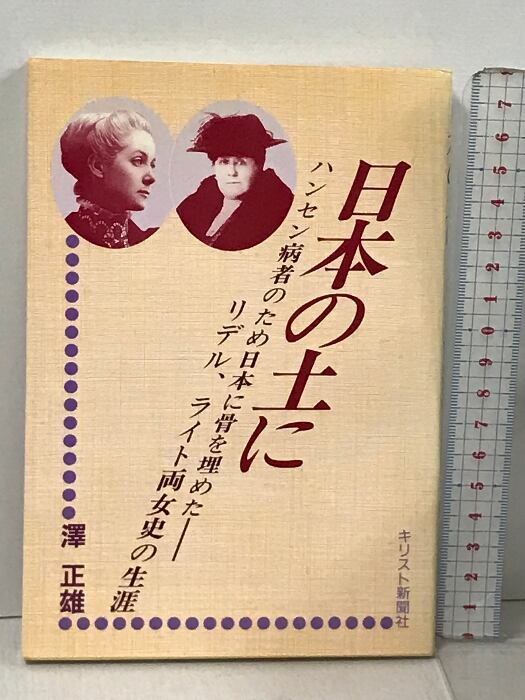 日本の土に
ハンセン病者のため日本に骨を埋めた——
リデル、ライト両女史の生涯
澤 正雄
キリスト新聞社